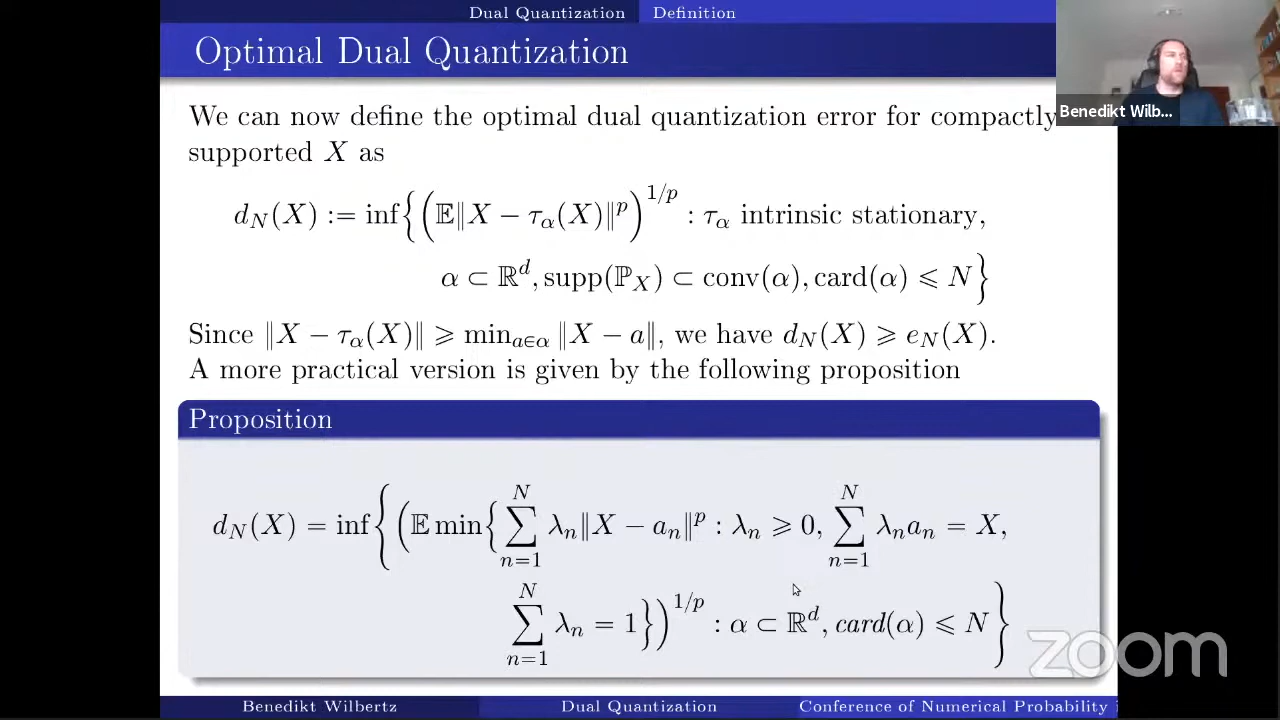 Dual Quantization Definition
Optimal Dual Quantization
Benedikt Wilb...
We can now define the optimal dual quantization error for compactly
supported X as
d_N(X) := inf{(𝔼‖X − τ_α(X)‖^p)^{1/p} : τ_α intrinsic stationary,
α ⊂ ℝ^d, supp(ℙ_X) ⊂ conv(α), card(α) ⩽ N}
Since ‖X − τ_α(X)‖ ⩾ min_{a∈α} ‖X − a‖, we have d_N(X) ⩾ e_N(X).
A more practical version is given by the following proposition
Proposition
d_N(X) = inf{(𝔼 min{∑_{n=1}^{N} λ_n‖X − a_n‖^p : λ_n ⩾ 0, ∑_{n=1}^{N} λ_n a_n = X,
∑_{n=1}^{N} λ_n = 1})^{1/p} : α ⊂ ℝ^d, card(α) ⩽ N}
zoom
Benedikt Wilbertz Dual Quantization Conference of Numerical Probability